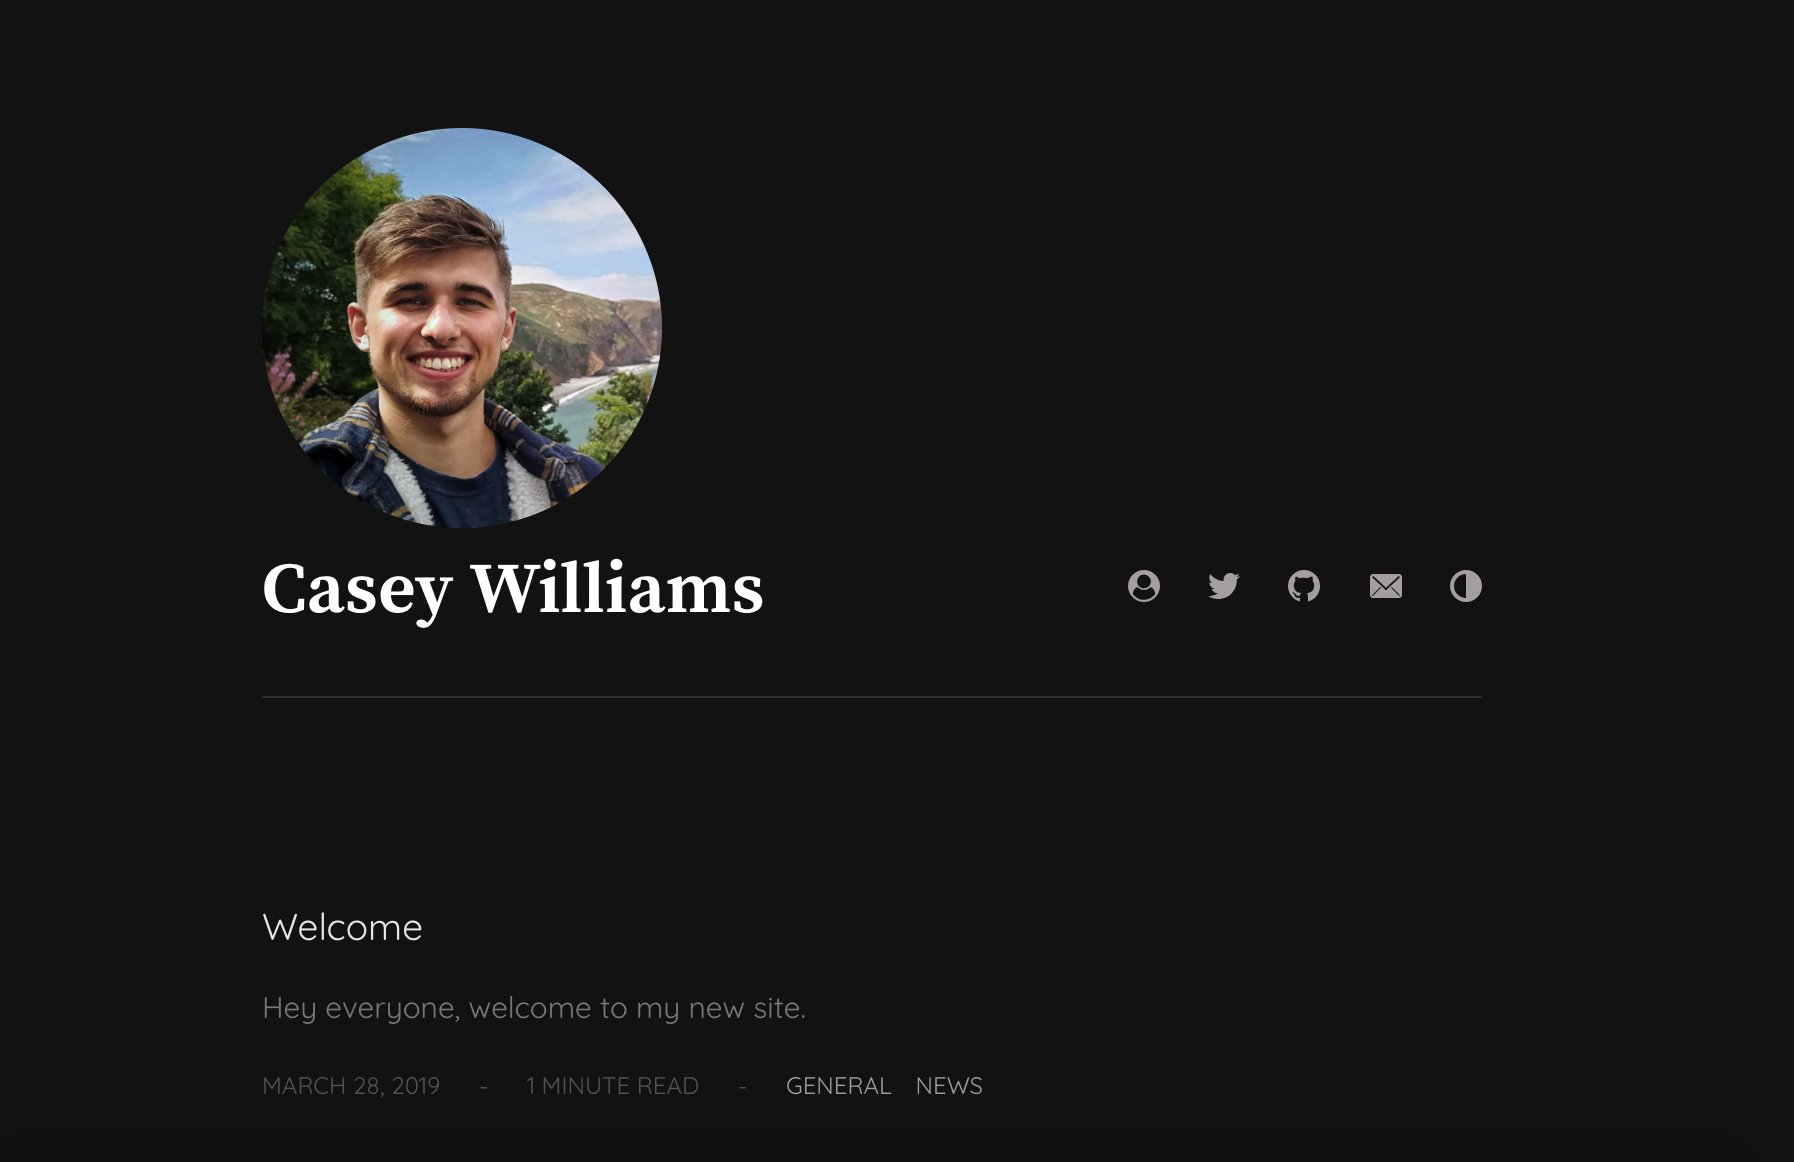 Casey Williams
Welcome
Hey everyone, welcome to my new site.
MARCH 28, 2019 - 1 MINUTE READ - GENERAL NEWS